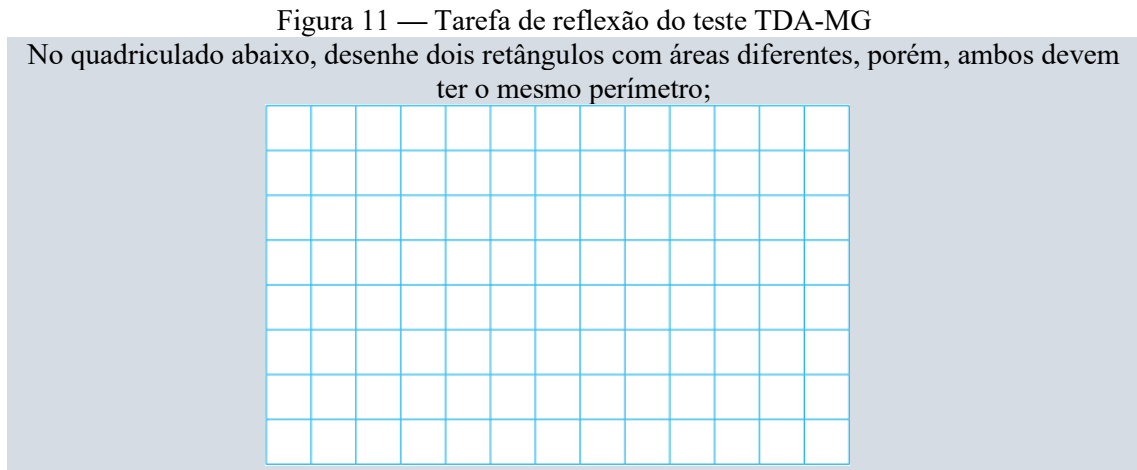 Figura 11 — Tarefa de reflexão do teste TDA-MG
No quadriculado abaixo, desenhe dois retângulos com áreas diferentes, porém, ambos devem
ter o mesmo perímetro;